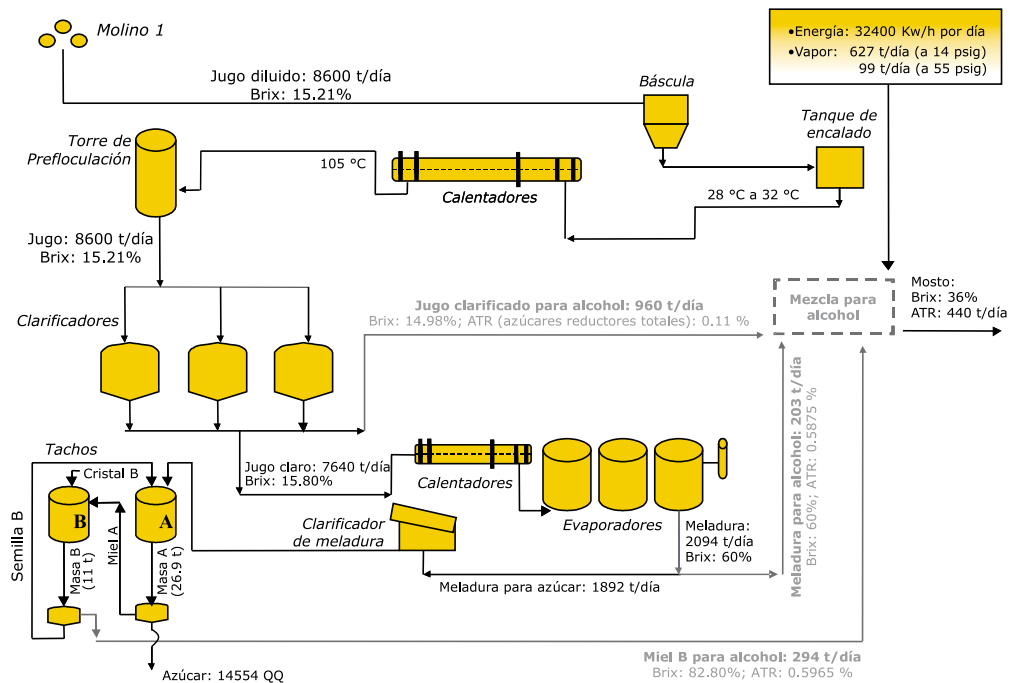 Molino 1
•Energía: 32400 Kw/h por día
•Vapor: 627 t/día (a 14 psig)
99 t/día (a 55 psig)
Jugo diluido: 8600 t/día
Brix: 15.21%
Báscula
Tanque de
encalado
Torre de
Prefloculación
105 °C
Calentadores
28 °C a 32 °C
Jugo: 8600 t/día
Brix: 15.21%
Clarificadores
Jugo clarificado para alcohol: 960 t/día
Brix: 14.98%; ATR (azúcares reductores totales): 0.11 %
Mezcla para
alcohol
Mosto:
Brix: 36%
ATR: 440 t/día
Meladura para alcohol: 203 t/día
Brix: 60%; ATR: 0.5875 %
Tachos
Cristal B
Jugo claro: 7640 t/día
Brix: 15.80%
Calentadores
Evaporadores
B
A
Semilla B
Miel A
Masa B
(11 t)
Masa A
(26.9 t)
Clarificador
de meladura
Meladura:
2094 t/día
Brix: 60%
Meladura para azúcar: 1892 t/día
Miel B para alcohol: 294 t/día
Brix: 82.80%; ATR: 0.5965 %
Azúcar: 14554 QQ